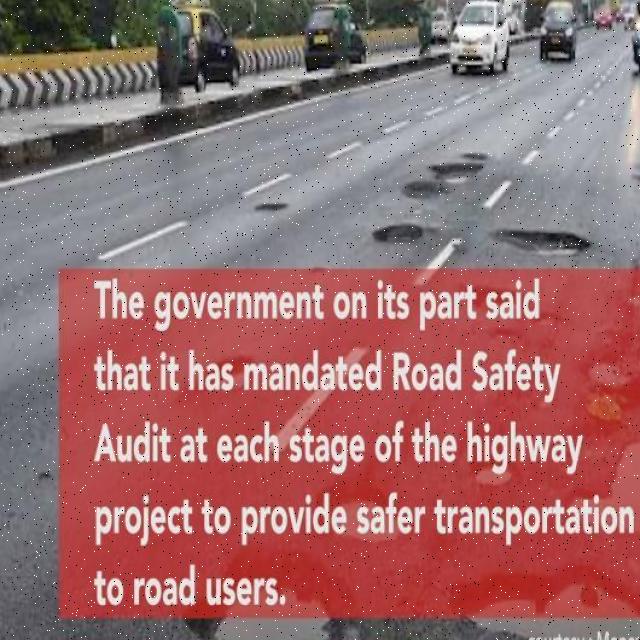 The government on its part said
that it has mandated Road Safety
Audit at each stage of the highway
project to provide safer transportation
to road users.